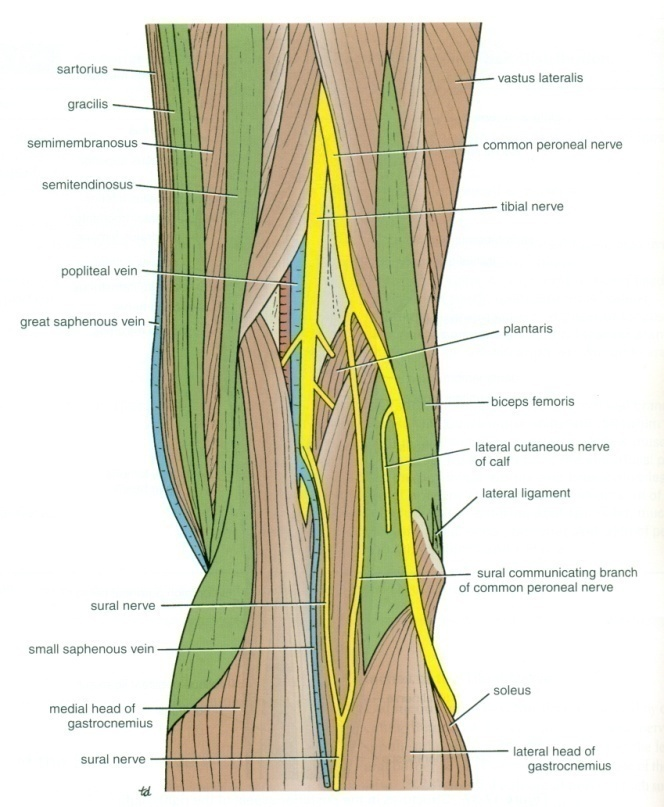 sartorius
gracilis
semimembranosus
semitendinosus
popliteal vein
great saphenous vein
sural nerve
small saphenous vein
medial head of
gastrocnemius
sural nerve
vastus lateralis
common peroneal nerve
tibial nerve
plantaris
biceps femoris
lateral cutaneous nerve
of calf
lateral ligament
sural communicating branch
of common peroneal nerve
soleus
lateral head of
gastrocnemius
td